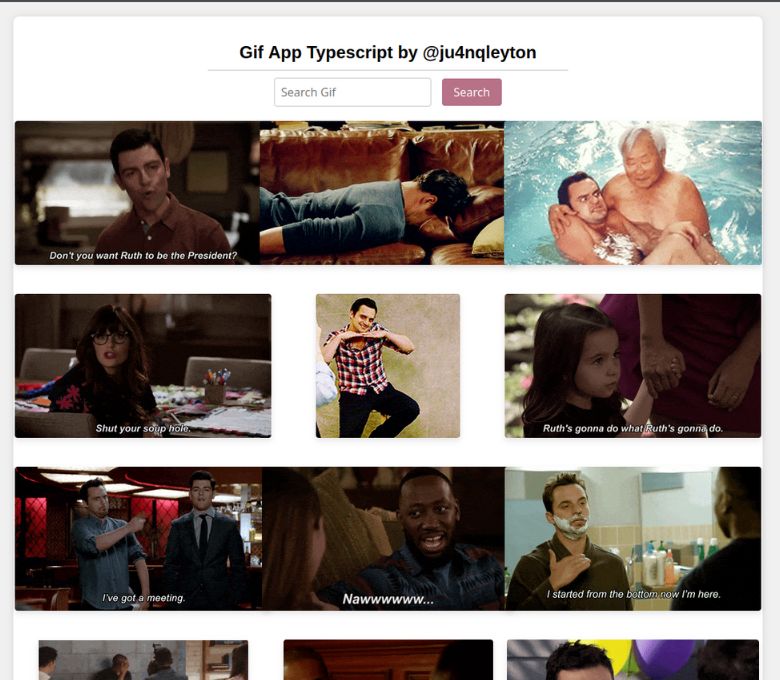 Gif App Typescript by @ju4nqleyton
Search Gif
Search
Don't you want Ruth to be the President?
Shut your soup hole.
Ruth's gonna do what Ruth's gonna do.
I've got a meeting.
Nawwwwww...
I started from the bottom now I'm here.